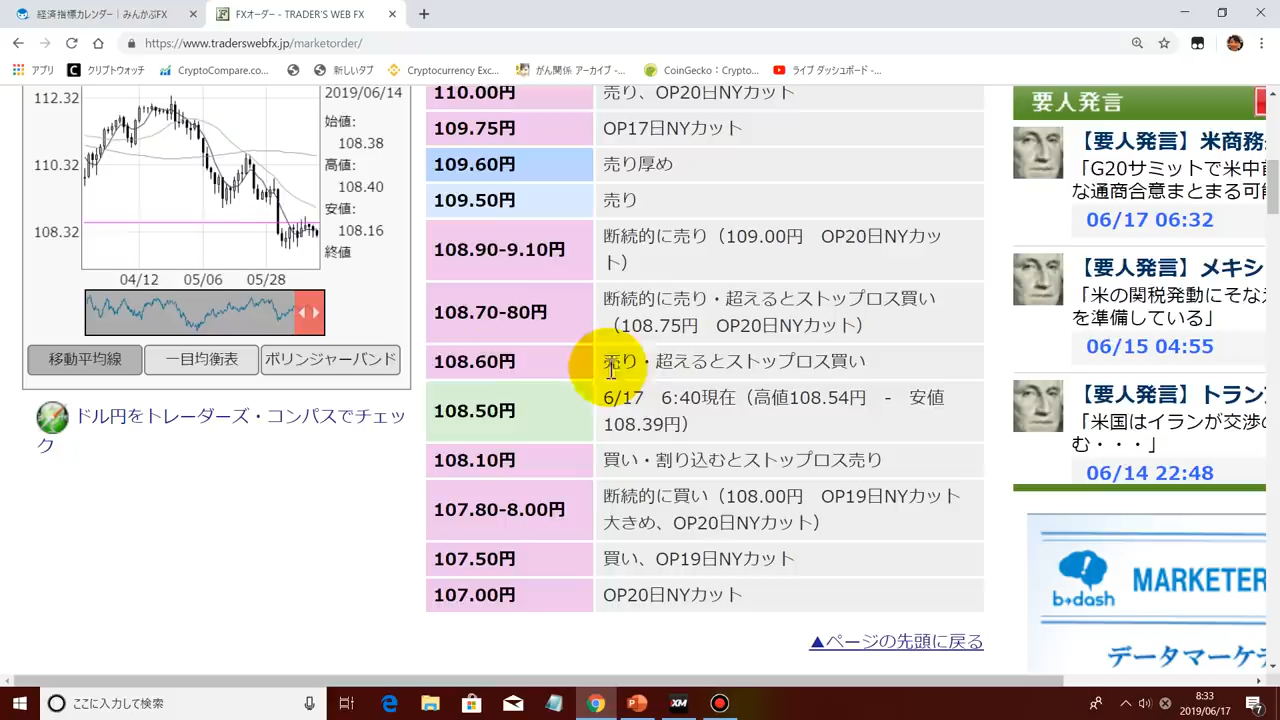 経済指標カレンダー｜みんかぶFX
FXオーダー - TRADER'S WEB FX
https://www.traderswebfx.jp/marketorder/
アプリ
クリプトウォッチ
CryptoCompare.co...
新しいタブ
Cryptocurrency Exc...
がん関係 アーカイブ -...
CoinGecko：Crypto...
ライブ ダッシュボード -...
112.32
110.32
108.32
04/12 05/06 05/28
2019/06/14
始値:
108.38
高値:
108.40
安値:
108.16
終値
移動平均線 一目均衡表 ボリンジャーバンド
ドル円をトレーダーズ・コンパスでチェッ
ク
110.00円 売り、OP20日NYカット
109.75円 OP17日NYカット
109.60円 売り厚め
109.50円 売り
108.90-9.10円 断続的に売り（109.00円　OP20日NYカッ
ト）
108.70-80円 断続的に売り・超えるとストップロス買い
（108.75円　OP20日NYカット）
108.60円 売り・超えるとストップロス買い
108.50円 6/17　6:40現在（高値108.54円　-　安値
108.39円）
108.10円 買い・割り込むとストップロス売り
107.80-8.00円 断続的に買い（108.00円　OP19日NYカット
大きめ、OP20日NYカット）
107.50円 買い、OP19日NYカット
107.00円 OP20日NYカット
▲ページの先頭に戻る
要人発言
【要人発言】米商務
「G20サミットで米中首
な通商合意まとまる可能
06/17 06:32
【要人発言】メキシ
「米の関税発動にそなえ
を準備している」
06/15 04:55
【要人発言】トラン
「米国はイランが交渉の
む・・・」
06/14 22:48
b→dash
MARKETER
データマーケテ
ここに入力して検索
XM
8:33
2019/06/17
7